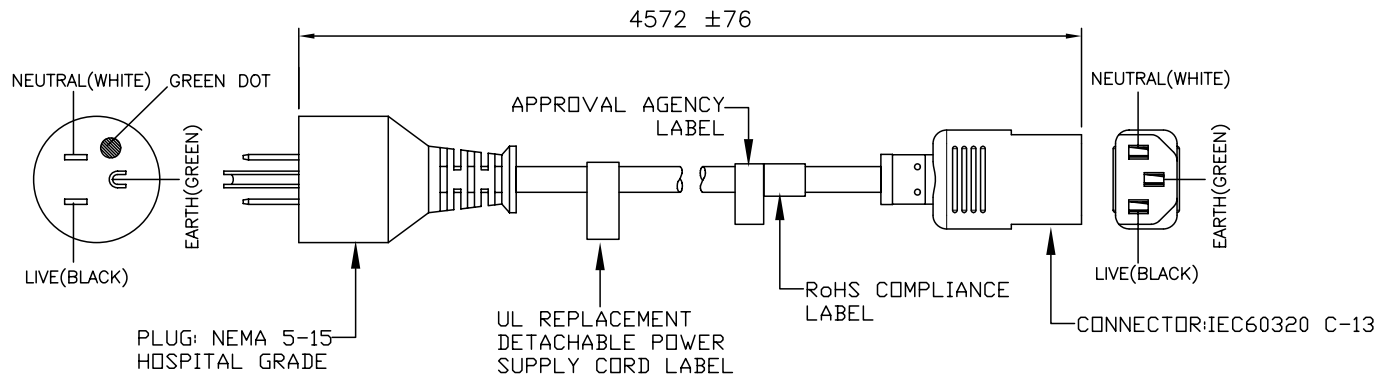 4572 ±76
NEUTRAL(WHITE)
GREEN DOT
EARTH(GREEN)
LIVE(BLACK)
PLUG: NEMA 5-15
HOSPITAL GRADE
UL REPLACEMENT
DETACHABLE POWER
SUPPLY CORD LABEL
APPROVAL AGENCY
LABEL
RoHS COMPLIANCE
LABEL
NEUTRAL(WHITE)
EARTH(GREEN)
LIVE(BLACK)
CONNECTOR:IEC60320 C-13